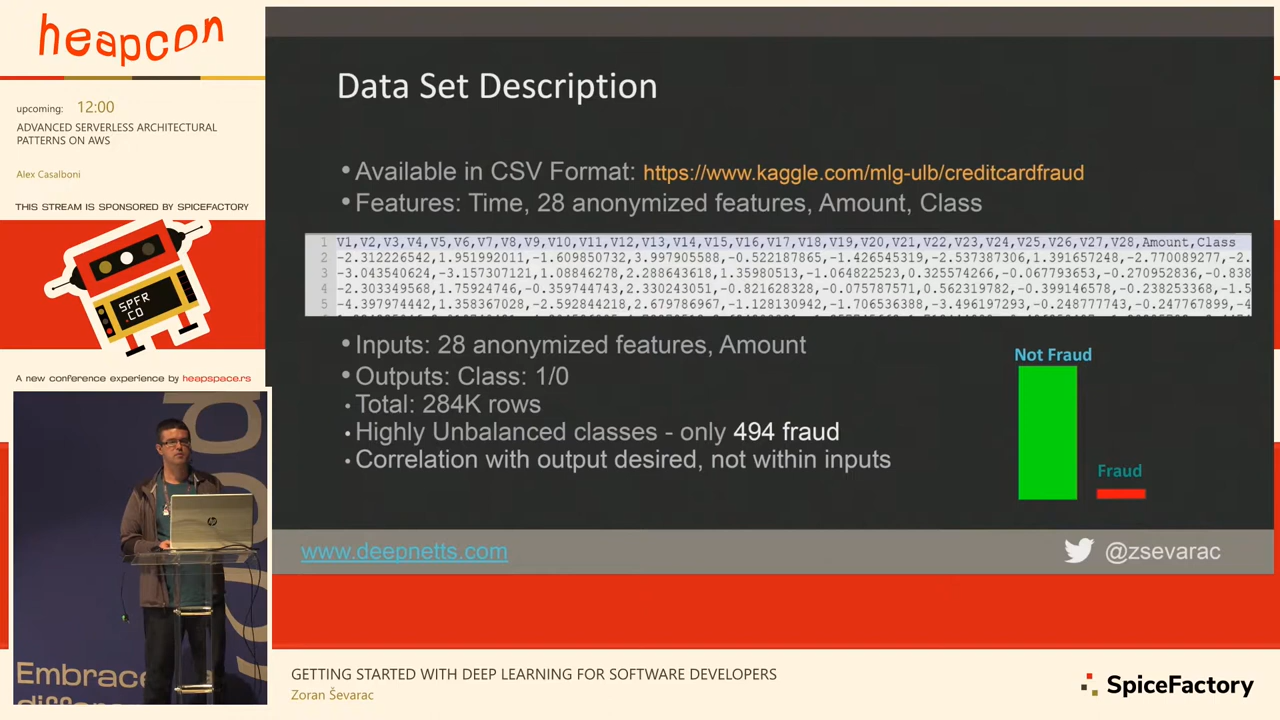 heapcon
upcoming: 12:00
ADVANCED SERVERLESS ARCHITECTURAL
PATTERNS ON AWS
Alex Casalboni
THIS STREAM IS SPONSORED BY SPICEFACTORY
SPFR
.CO
A new conference experience by heapspace.rs
Data Set Description
•Available in CSV Format: https://www.kaggle.com/mlg-ulb/creditcardfraud
•Features: Time, 28 anonymized features, Amount, Class
1 V1,V2,V3,V4,V5,V6,V7,V8,V9,V10,V11,V12,V13,V14,V15,V16,V17,V18,V19,V20,V21,V22,V23,V24,V25,V26,V27,V28,Amount,Class
2 -2.312226542,1.951992011,-1.609850732,3.997905588,-0.522187865,-1.426545319,-2.537387306,1.391657248,-2.770089277,-2.
3 -3.043540624,-3.157307121,1.08846278,2.288643618,1.35980513,-1.064822523,0.325574266,-0.067793653,-0.270952836,-0.838
4 -2.303349568,1.75924746,-0.359744743,2.330243051,-0.821628328,-0.075787571,0.562319782,-0.399146578,-0.238253368,-1.5
5 -4.397974442,1.358367028,-2.592844218,2.679786967,-1.128130942,-1.706536388,-3.496197293,-0.248777743,-0.247767899,-4
•Inputs: 28 anonymized features, Amount
•Outputs: Class: 1/0
•Total: 284K rows
•Highly Unbalanced classes - only 494 fraud
•Correlation with output desired, not within inputs
Not Fraud
Fraud
www.deepnetts.com
@zsevarac
hp
Embrace
GETTING STARTED WITH DEEP LEARNING FOR SOFTWARE DEVELOPERS
Zoran Ševarac
SpiceFactory